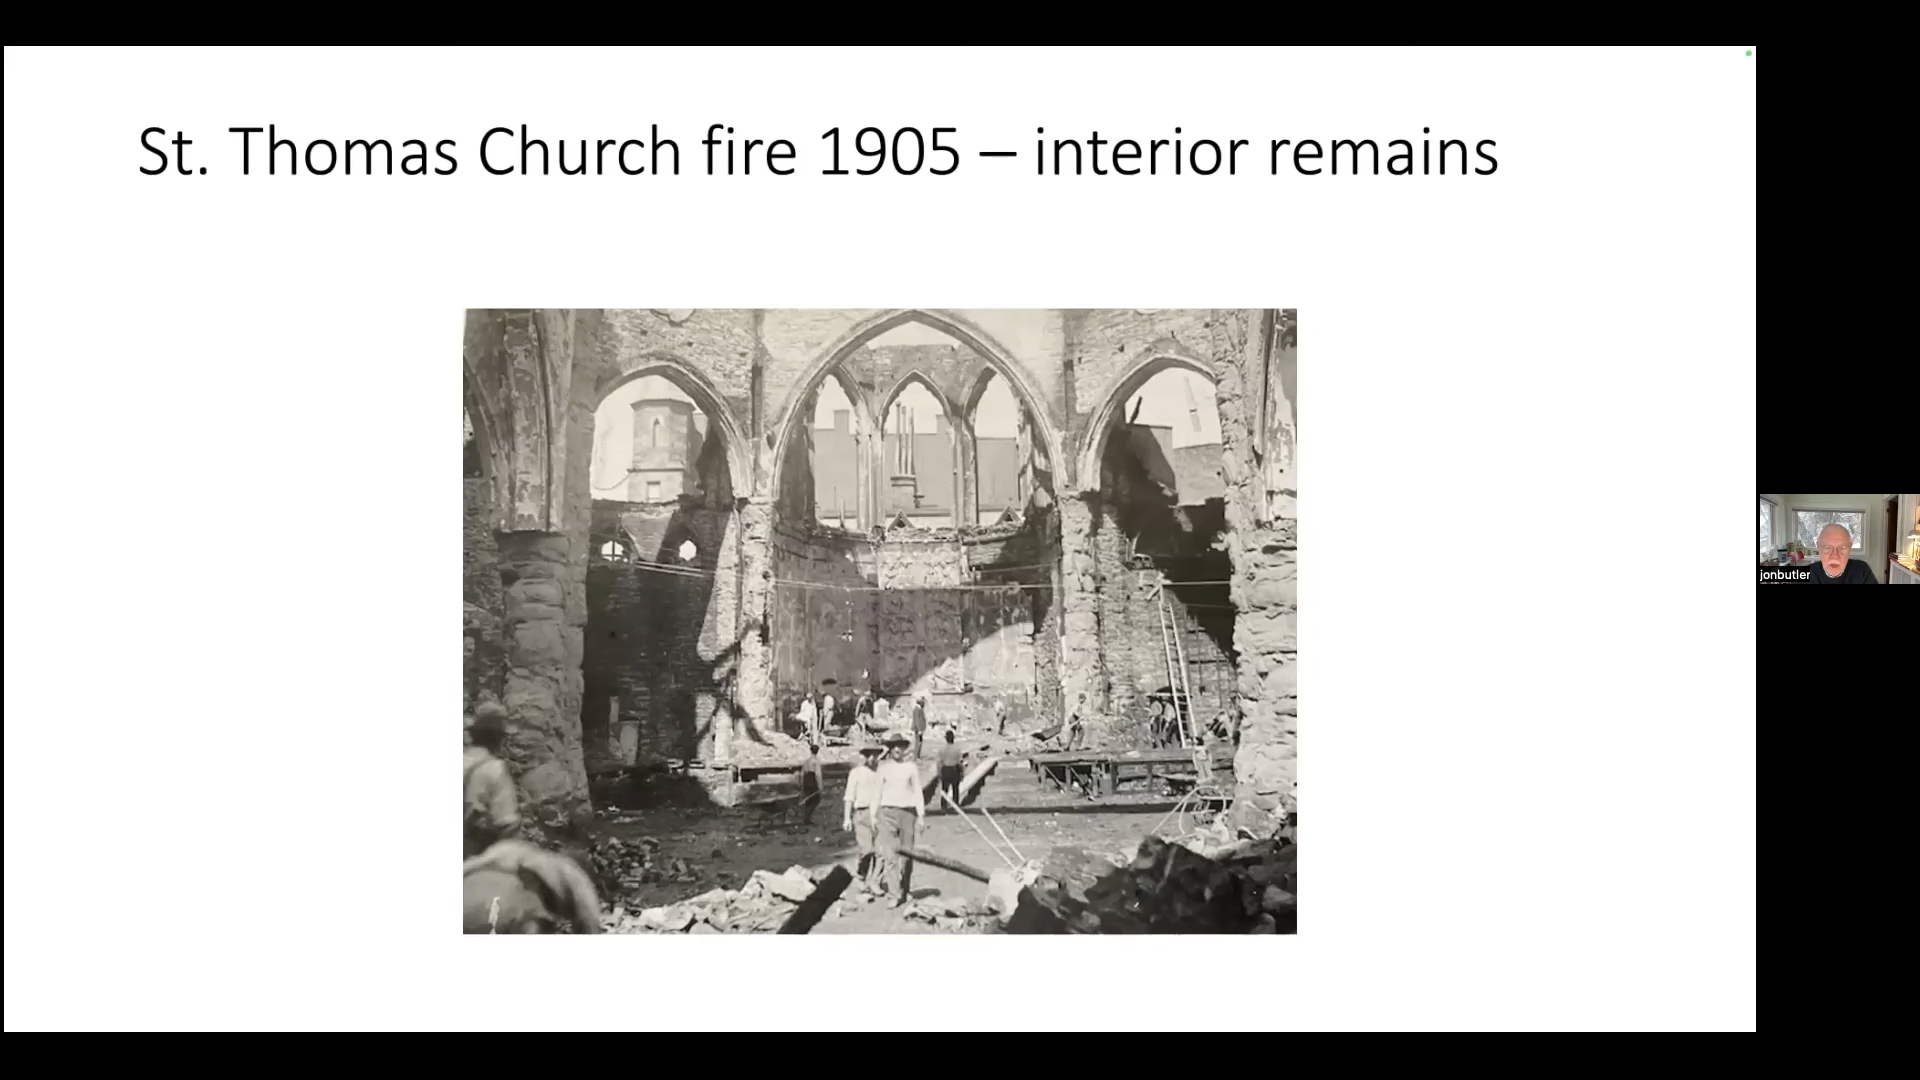 St. Thomas Church fire 1905 – interior remains
jonbutler